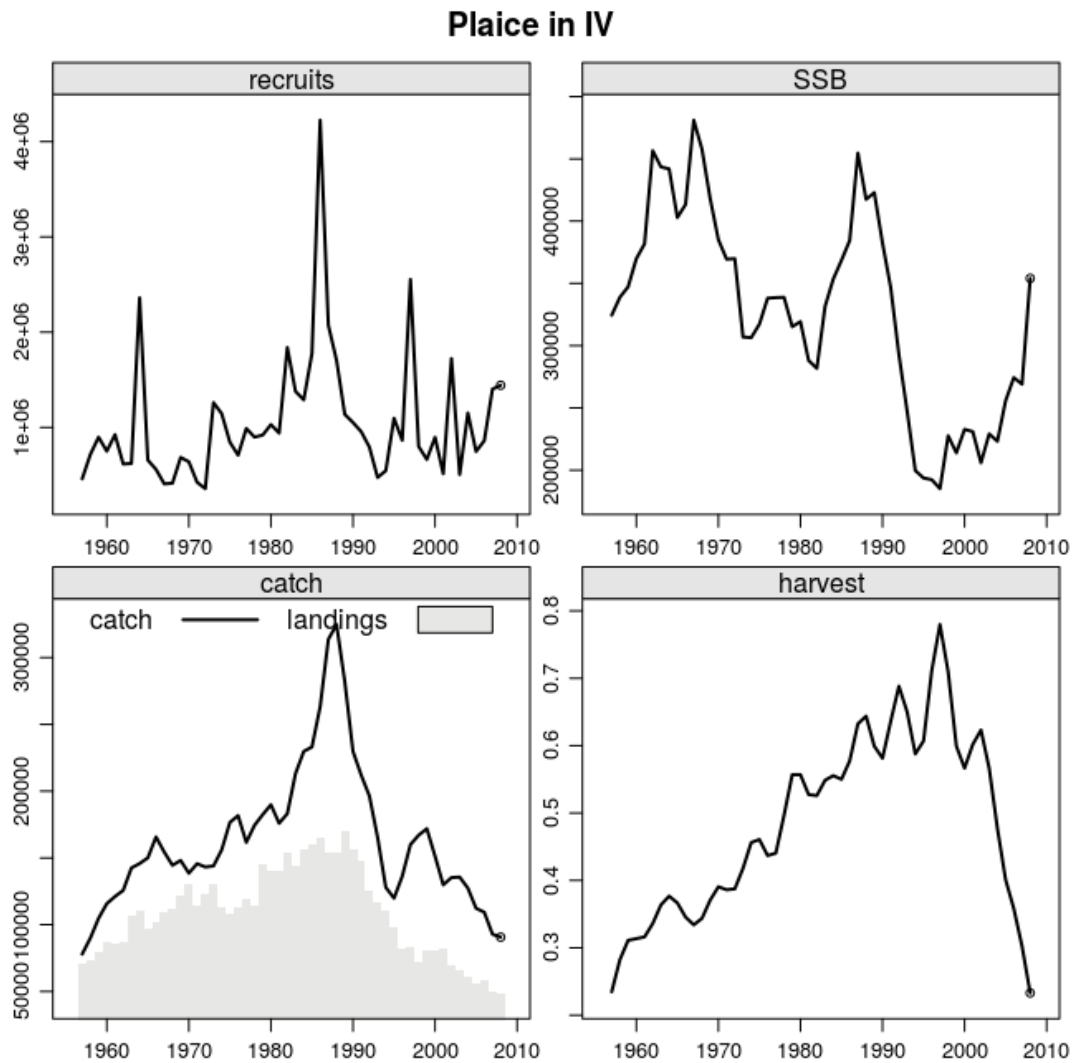 Plaice in IV
recruits
4e+06
3e+06
2e+06
1e+06
1960 1970 1980 1990 2000 2010
SSB
400000
300000
200000
1960 1970 1980 1990 2000 2010
catch
catch landings
300000
200000
100000
50000
1960 1970 1980 1990 2000 2010
harvest
0.8
0.7
0.6
0.5
0.4
0.3
1960 1970 1980 1990 2000 2010